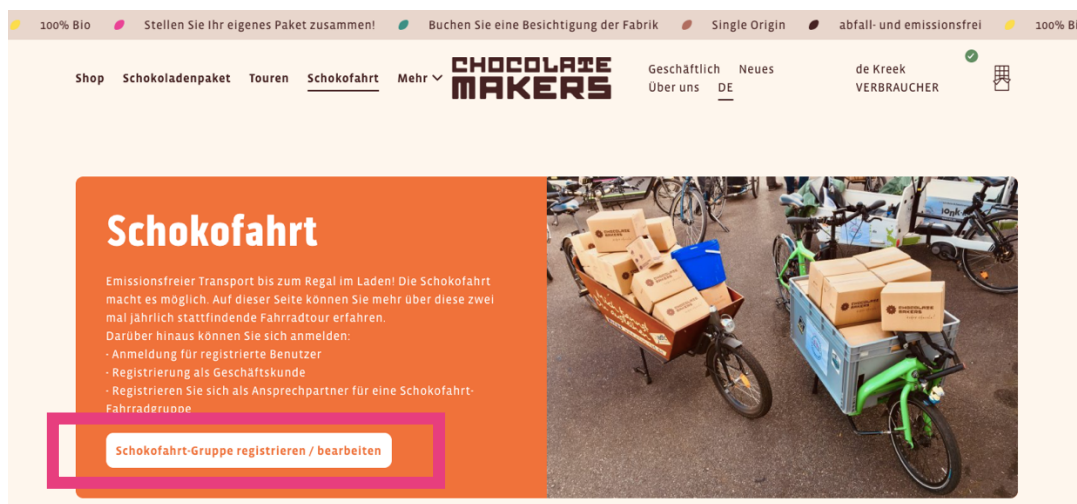 100% Bio Stellen Sie Ihr eigenes Paket zusammen! Buchen Sie eine Besichtigung der Fabrik Single Origin abfall- und emissionsfrei 100%
Shop Schokoladenpaket Touren Schokofahrt Mehr
CHOCOLATE
MAKERS
Geschäftlich Neues
Über uns DE
de Kreek
VERBRAUCHER
Schokofahrt
Emissionsfreier Transport bis zum Regal im Laden! Die Schokofahrt
macht es möglich. Auf dieser Seite können Sie mehr über diese zwei
mal jährlich stattfindende Fahrradtour erfahren.
Darüber hinaus können Sie sich anmelden:
· Anmeldung für registrierte Benutzer
· Registrierung als Geschäftskunde
· Registrieren Sie sich als Ansprechpartner für eine Schokofahrt-
Fahrradgruppe
Schokofahrt-Gruppe registrieren / bearbeiten
CHOCOLATE
MAKERS